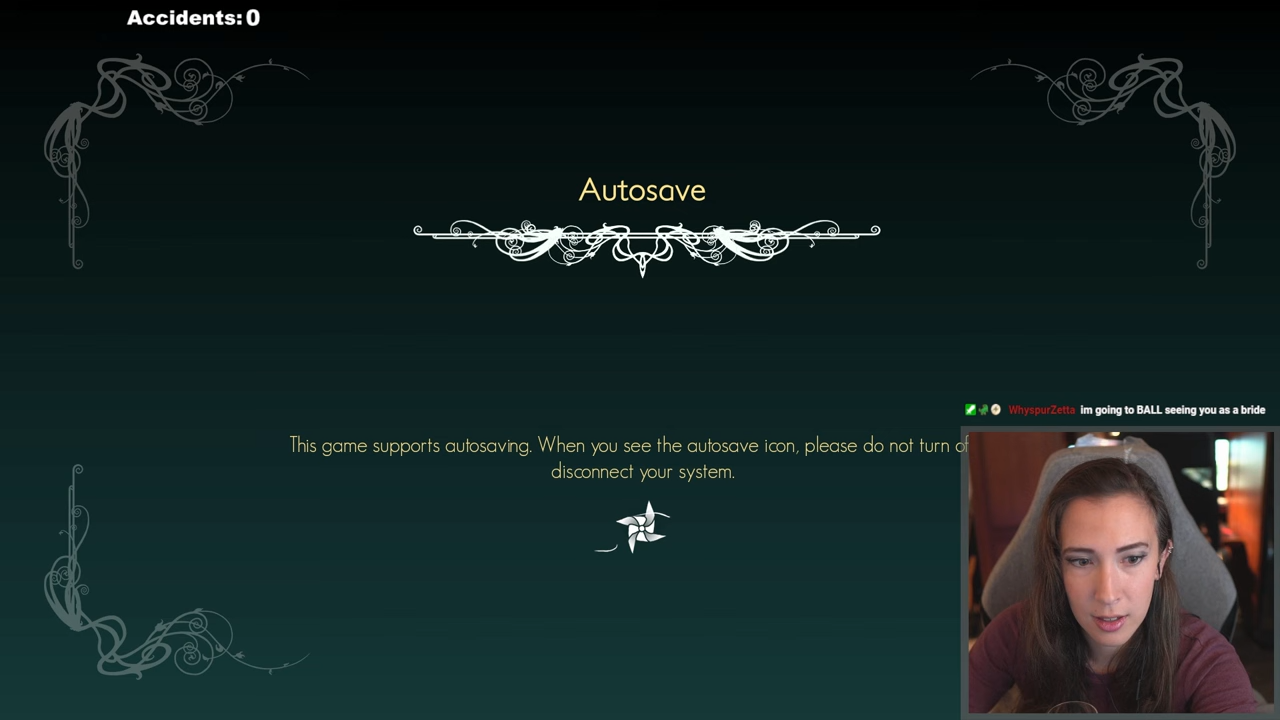 Accidents: 0
Autosave
WhyspurZetta im going to BALL seeing you as a bride
This game supports autosaving. When you see the autosave icon, please do not turn of
disconnect your system.